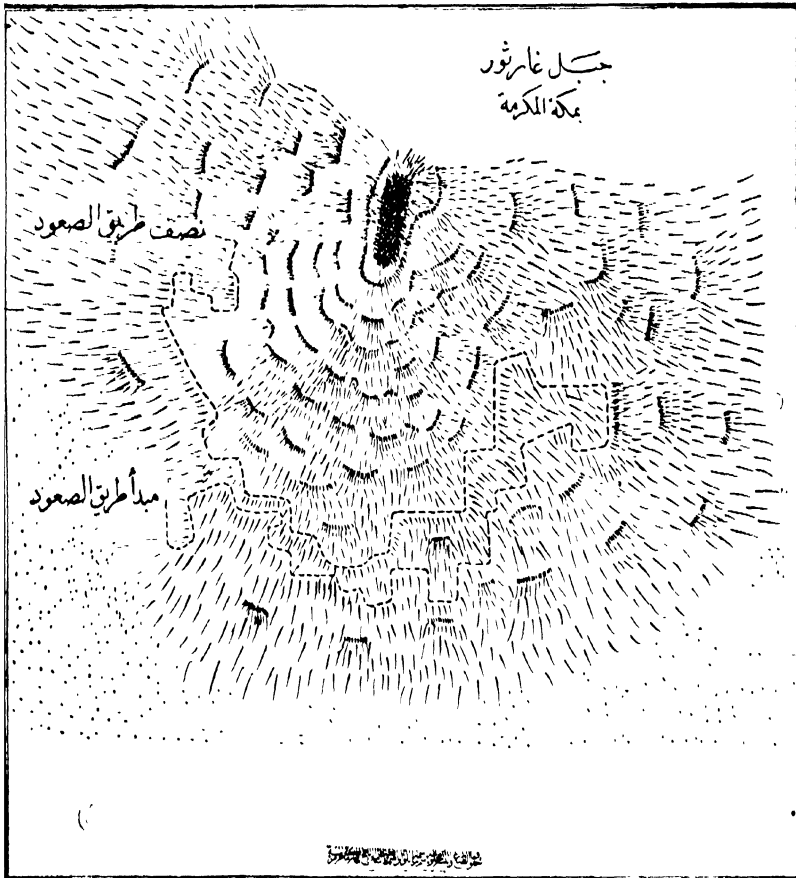 جبل غار ثور
بمكة المكرمة
نصف طريق الصعود
مبدأ طريق الصعود